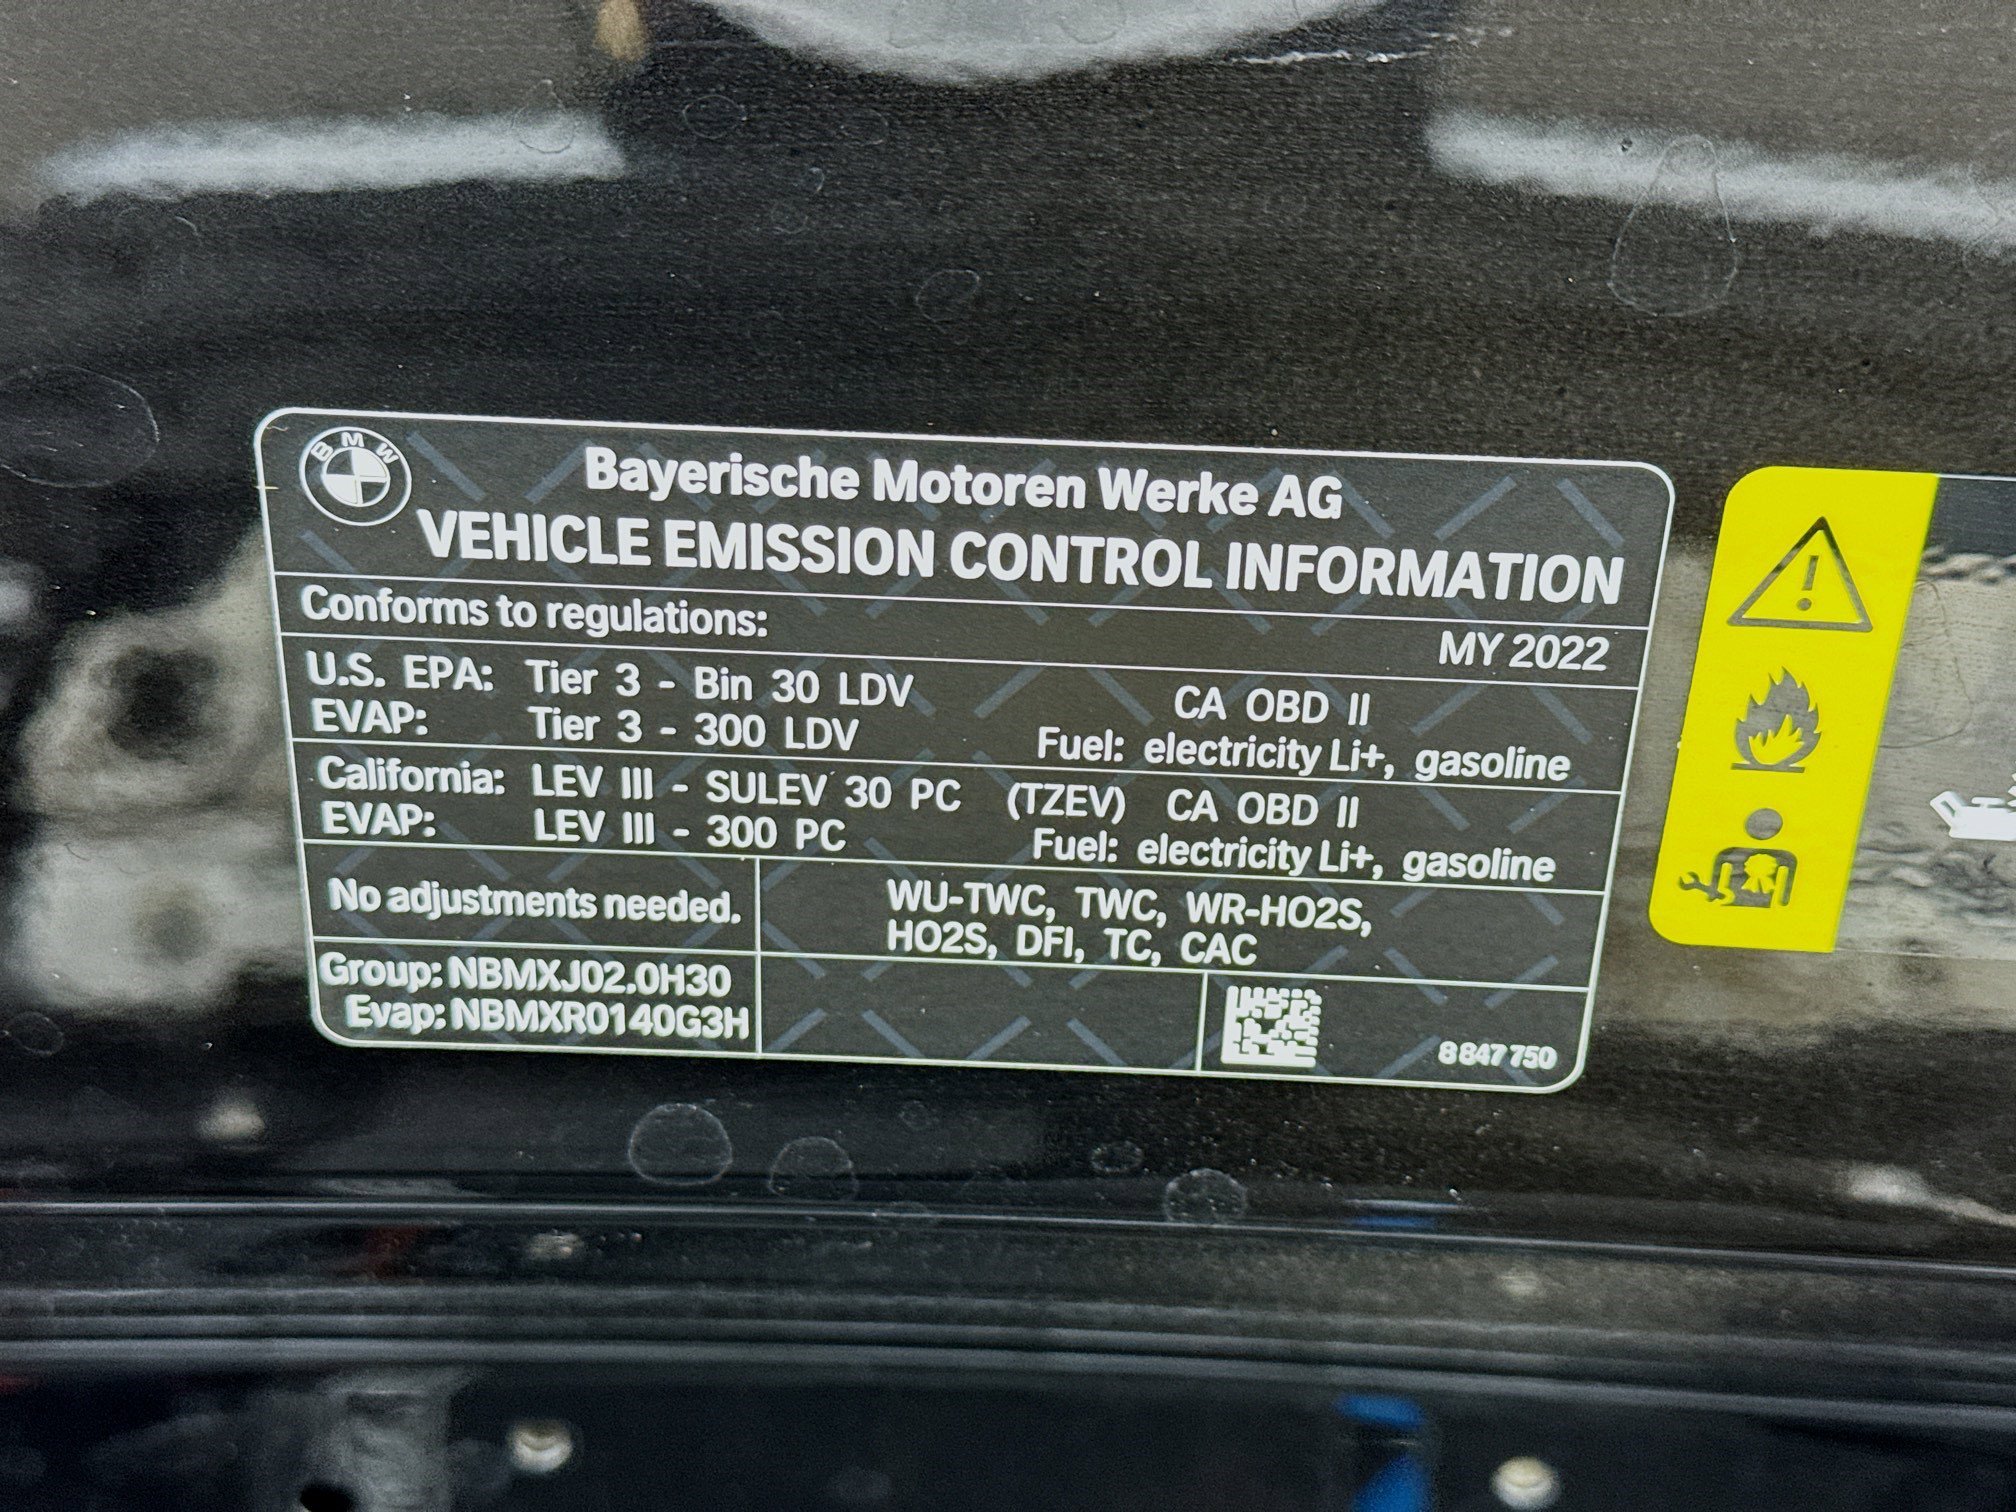 BMW
Bayerische Motoren Werke AG
VEHICLE EMISSION CONTROL INFORMATION
Conforms to regulations:
MY 2022
U.S. EPA: Tier 3 - Bin 30 LDV CA OBD II
EVAP: Tier 3 - 300 LDV Fuel: electricity Li+, gasoline
California: LEV III - SULEV 30 PC (TZEV) CA OBD II
EVAP: LEV III - 300 PC Fuel: electricity Li+, gasoline
No adjustments needed.
WU-TWC, TWC, WR-HO2S,
HO2S, DFI, TC, CAC
Group: NBMXJ02.0H30
Evap: NBMXR0140G3H
8 847 750